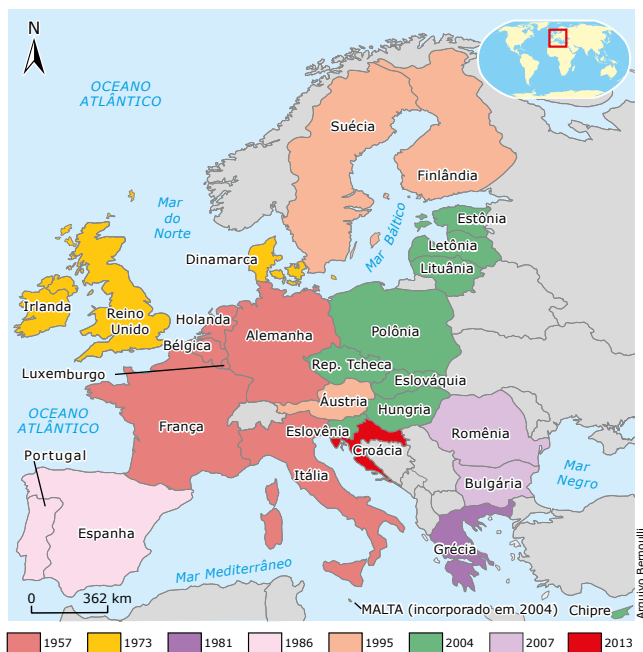 N
OCEANO
ATLÂNTICO
Suécia
Finlândia
Mar
do
Norte
Mar Báltico
Estônia
Letônia
Lituânia
Dinamarca
Irlanda
Reino
Unido
Holanda
Alemanha
Polônia
Bélgica
Luxemburgo
Rep. Tcheca
Eslováquia
Áustria
Hungria
OCEANO
ATLÂNTICO
França
Eslovênia
Croácia
Romênia
Portugal
Itália
Bulgária
Mar
Negro
Espanha
Grécia
Mar Mediterrâneo
0 362 km
MALTA (incorporado em 2004)
Chipre
Arquivo Bernoulli
1957 1973 1981 1986 1995 2004 2007 2013